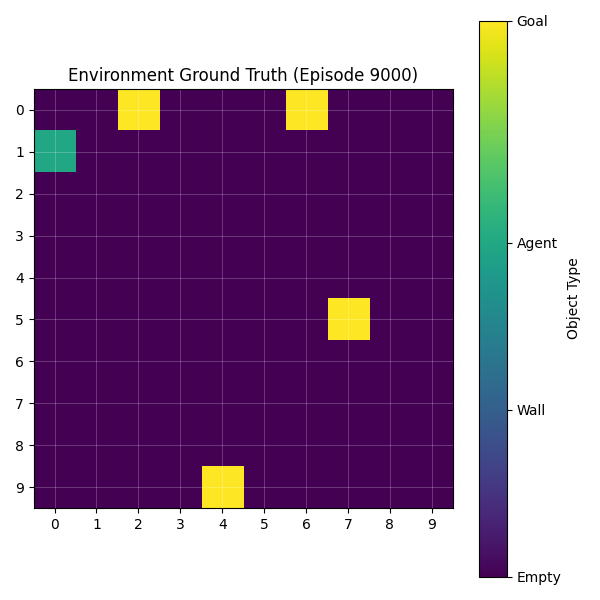 Environment Ground Truth (Episode 9000)
0
1
2
3
4
5
6
7
8
9
0 1 2 3 4 5 6 7 8 9
Goal
Agent
Wall
Empty
Object Type